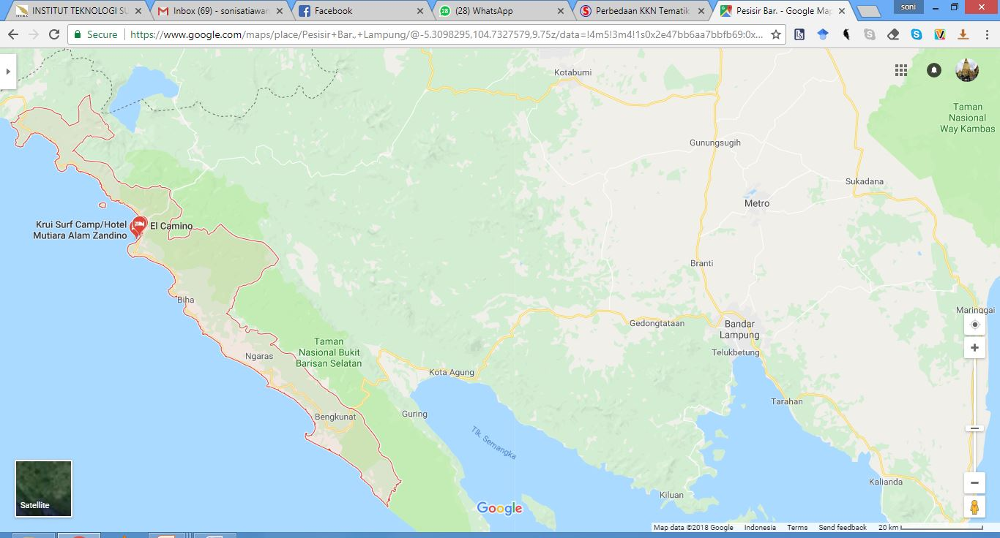 INSTITUT TEKNOLOGI SU
Inbox (69) - sonisatiawan
Facebook
(28) WhatsApp
Perbedaan KKN Tematik
Pesisir Bar. - Google Map
soni
Secure
https://www.google.com/maps/place/Pesisir+Bar.,+Lampung/@-5.3098295,104.7327579,9.75z/data=!4m5!3m4!1s0x2e47bb6aa7bbfb69:0x...
Kotabumi
Taman
Nasional
Way Kambas
Gunungsugih
Sukadana
Metro
Krui Surf Camp/Hotel
Mutiara Alam Zandino
El Camino
Branti
Biha
Maringgai
Gedongtataan
Bandar
Lampung
Telukbetung
Taman
Nasional Bukit
Barisan Selatan
Ngaras
Kota Agung
Tarahan
Guring
Bengkunat
Tlk. Semangka
Kalianda
Kiluan
Satellite
Google
Map data ©2018 Google
Indonesia
Terms
Send feedback
20 km